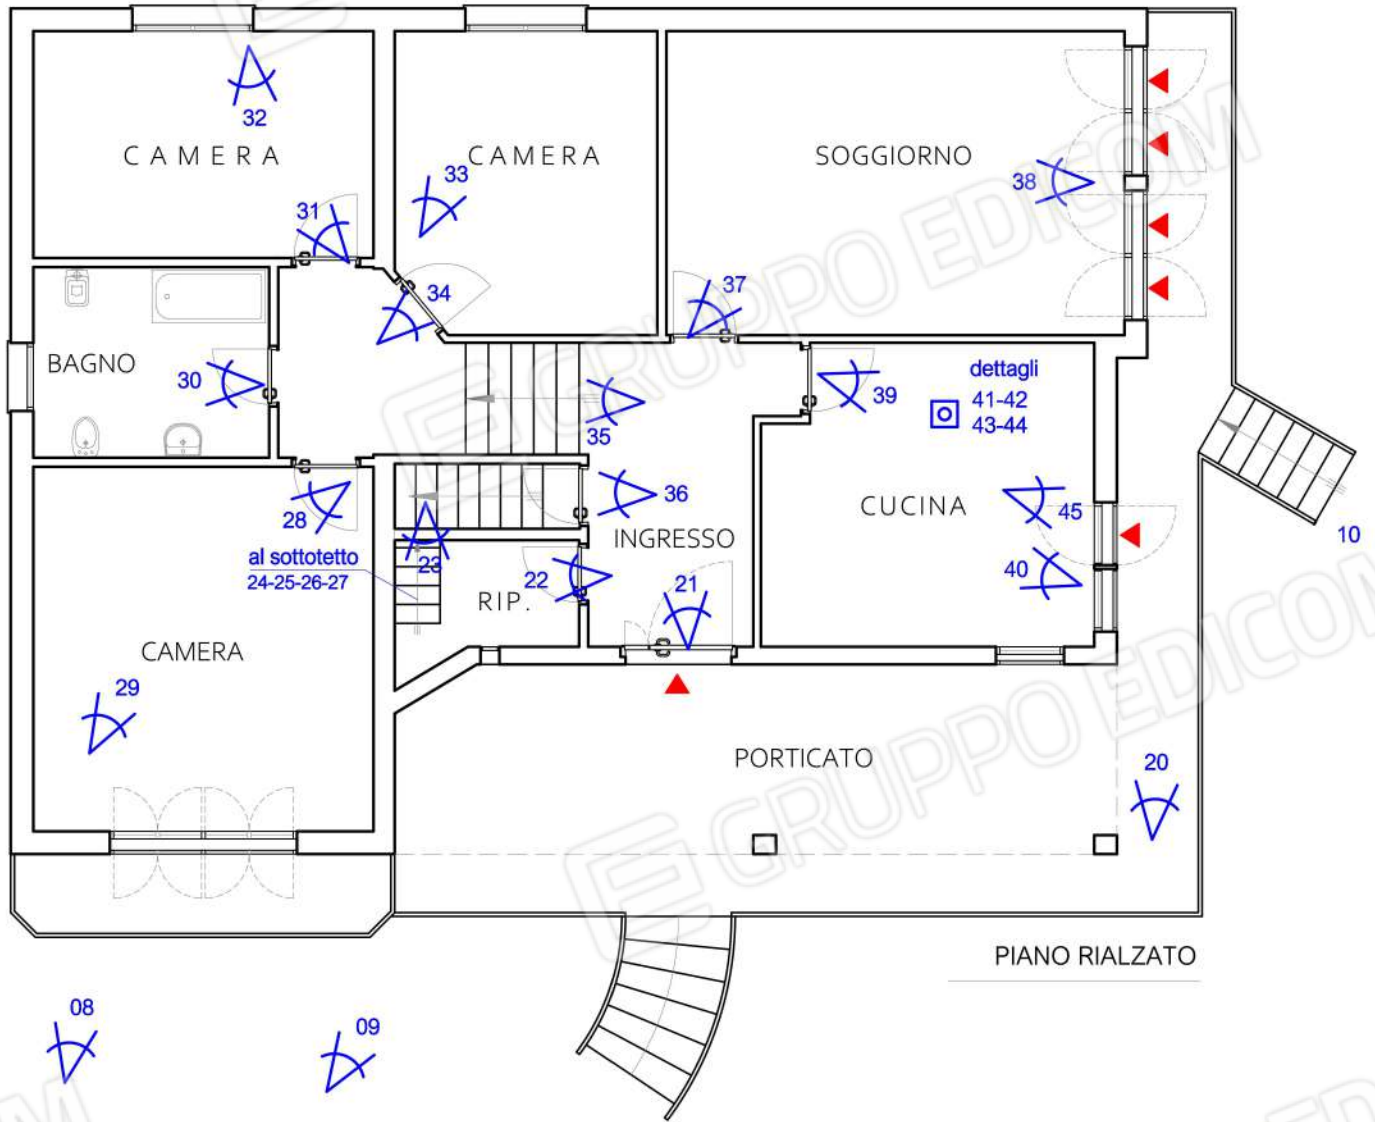 32
CAMERA
CAMERA
SOGGIORNO
33
38
31
34
37
BAGNO
30
39
dettagli
41-42
43-44
35
36
CUCINA
45
28
INGRESSO
10
al sottotetto
24-25-26-27
23
22
40
21
RIP.
CAMERA
29
PORTICATO
20
PIANO RIALZATO
08
09
GRUPPO EDICOM
GRUPPO EDICOM